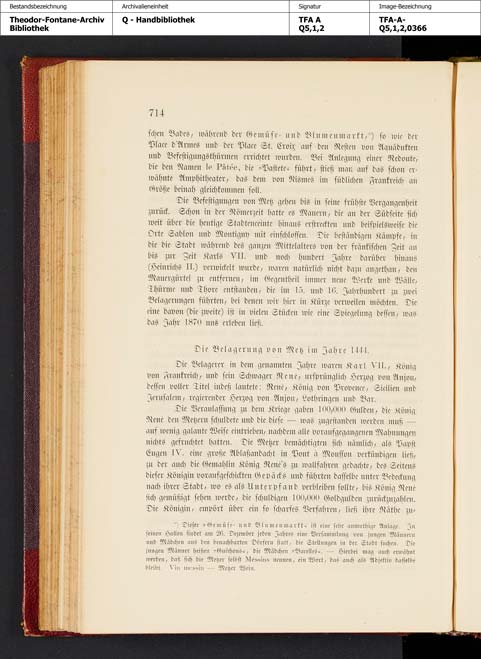 Bestandsbezeichnung
Archivalieneinheit
Signatur
Image-Bezeichnung
Theodor-Fontane-Archiv
Bibliothek
Q - Handbibliothek
TFA A
Q5,1,2
TFA-A-
Q5,1,2,0366
714
schen Bades, während der Gemüse- und Blumenmarkt,*) so wie der
Place d'Armes und der Place St. Croix auf den Resten von Aquädukten
und Befestigungsthürmen errichtet wurden. Bei Anlegung einer Redoute,
die den Namen le Pâtée, die »Pastete« führt, stieß man auf das schon er-
wähnte Amphitheater, das dem von Nismes im südlichen Frankreich an
Größe beinah gleichkommen soll.
Die Befestigungen von Metz gehen bis in seine frühste Vergangenheit
zurück. Schon in der Römerzeit hatte es Mauern, die an der Südseite sich
weit über die heutige Stadtenceinte hinaus erstreckten und beispielsweise die
Orte Sablon und Montigny mit einschlossen. Die beständigen Kämpfe, in
die die Stadt während des ganzen Mittelalters von der fränkischen Zeit an
bis zur Zeit Karls VII. und noch hundert Jahre darüber hinaus
(Heinrichs II.) verwickelt wurde, waren natürlich nicht dazu angethan, den
Mauergürtel zu entfernen, im Gegentheil immer neue Werke und Wälle,
Thürme und Thore entstanden, die im 15. und 16. Jahrhundert zu zwei
Belagerungen führten, bei denen wir hier in Kürze verweilen möchten. Die
eine davon (die zweite) ist in vielen Stücken wie eine Spiegelung dessen, was
das Jahr 1870 uns erleben ließ.
Die Belagerung von Metz im Jahre 1444.
Die Belagerer in dem genannten Jahre waren Karl VII., König
von Frankreich, und sein Schwager René, ursprünglich Herzog von Anjou,
dessen voller Titel indeß lautete: René, König von Provence, Sicilien und
Jerusalem, regierender Herzog von Anjou, Lothringen und Bar.
Die Veranlassung zu dem Kriege gaben 100,000 Gulden, die König
René den Metzern schuldete und die diese — was zugestanden werden muß —
auf wenig galante Weise eintrieben, nachdem alle voraufgegangenen Mahnungen
nichts gefruchtet hatten. Die Metzer bemächtigten sich nämlich, als Papst
Eugen IV. eine große Ablaßandacht in Pont à Mousson verkündigen ließ,
zu der auch die Gemahlin König René's zu wallfahren gedachte, des Seitens
dieser Königin voraufgeschickten Gepäcks und führten dasselbe unter Bedeckung
nach ihrer Stadt, wo es als Unterpfand verbleiben sollte, bis König René
sich gemüßigt sehen werde, die schuldigen 100,000 Goldgulden zurückzuzahlen.
Die Königin, empört über ein so scharfes Verfahren, ließ ihre Räthe zu-
*) Dieser »Gemüse- und Blumenmarkt« ist eine sehr anmuthige Anlage. In
seinen Hallen findet am 26. Dezember jeden Jahres eine Versammlung von jungen Männern
und Mädchen aus den benachbarten Dörfern statt, die Stellungen in der Stadt suchen. Die
jungen Männer heißen die Mädchen — Hierbei mag auch erwähnt
werden, daß sich die Metzer selbst Messins nennen, ein Wort, das auch als Adjektiv dasselbe
bleibt. Vin messin — Metzer Wein.